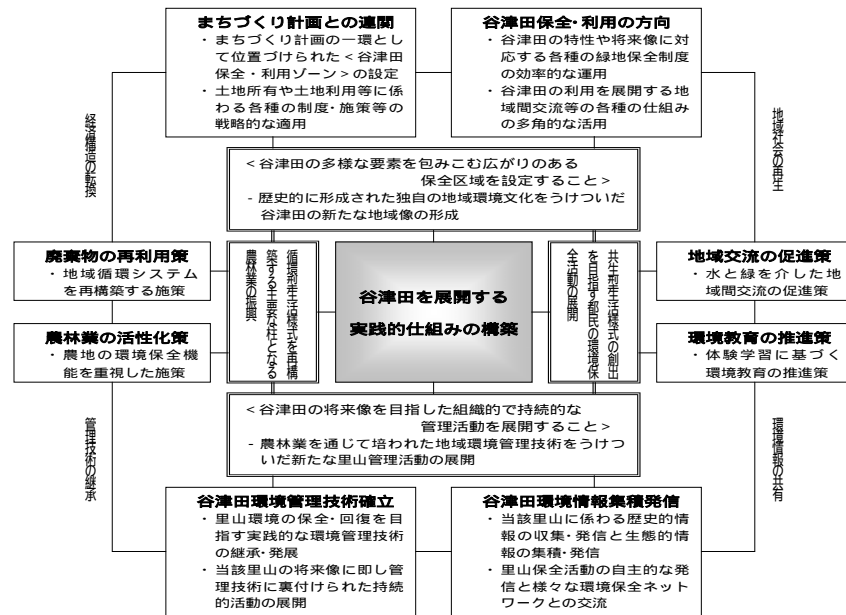 まちづくり計画との連関
・まちづくり計画の一環とし
て位置づけられた<谷津田
保全・利用ゾーン>の設定
・土地所有や土地利用等に係
わる各種の制度・施策等の
戦略的な適用
谷津田保全・利用の方向
・谷津田の特性や将来像に対
応する各種の緑地保全制度
の効率的な運用
・谷津田の利用を展開する地
域間交流等の各種の仕組み
の多角的な活用
経済構造の転換
地域社会の再生
<谷津田の多様な要素を包みこむ広がりのある
保全区域を設定すること>
- 歴史的に形成された独自の地域環境文化をうけついだ
谷津田の新たな地域像の形成
廃棄物の再利用策
・地域循環システム
を再構築する施策
農林業の活性化策
・農地の環境保全機
能を重視した施策
循環型生活様式を再構
築する主要な柱となる
農林業の振興
谷津田を展開する
実践的仕組みの構築
共生型生活様式の創出
を目指す都民の環境保
全活動の展開
地域交流の促進策
・水と緑を介した地
域間交流の促進策
環境教育の推進策
・体験学習に基づく
環境教育の推進策
<谷津田の将来像を目指した組織的で持続的な
管理活動を展開すること>
- 農林業を通じて培われた地域環境管理技術をうけつ
いだ新たな里山管理活動の展開
管理技術の継承
環境情報の共有
谷津田環境管理技術確立
・里山環境の保全・回復を目
指す実践的な環境管理技術
の継承・発展
・当該里山の将来像に即し管
理技術に裏付けられた持続
的活動の展開
谷津田環境情報集積発信
・当該里山に係わる歴史的情
報の収集・発信と生態的情
報の集積・発信
・里山保全活動の自主的な発
信と様々な環境保全ネット
ワークとの交流